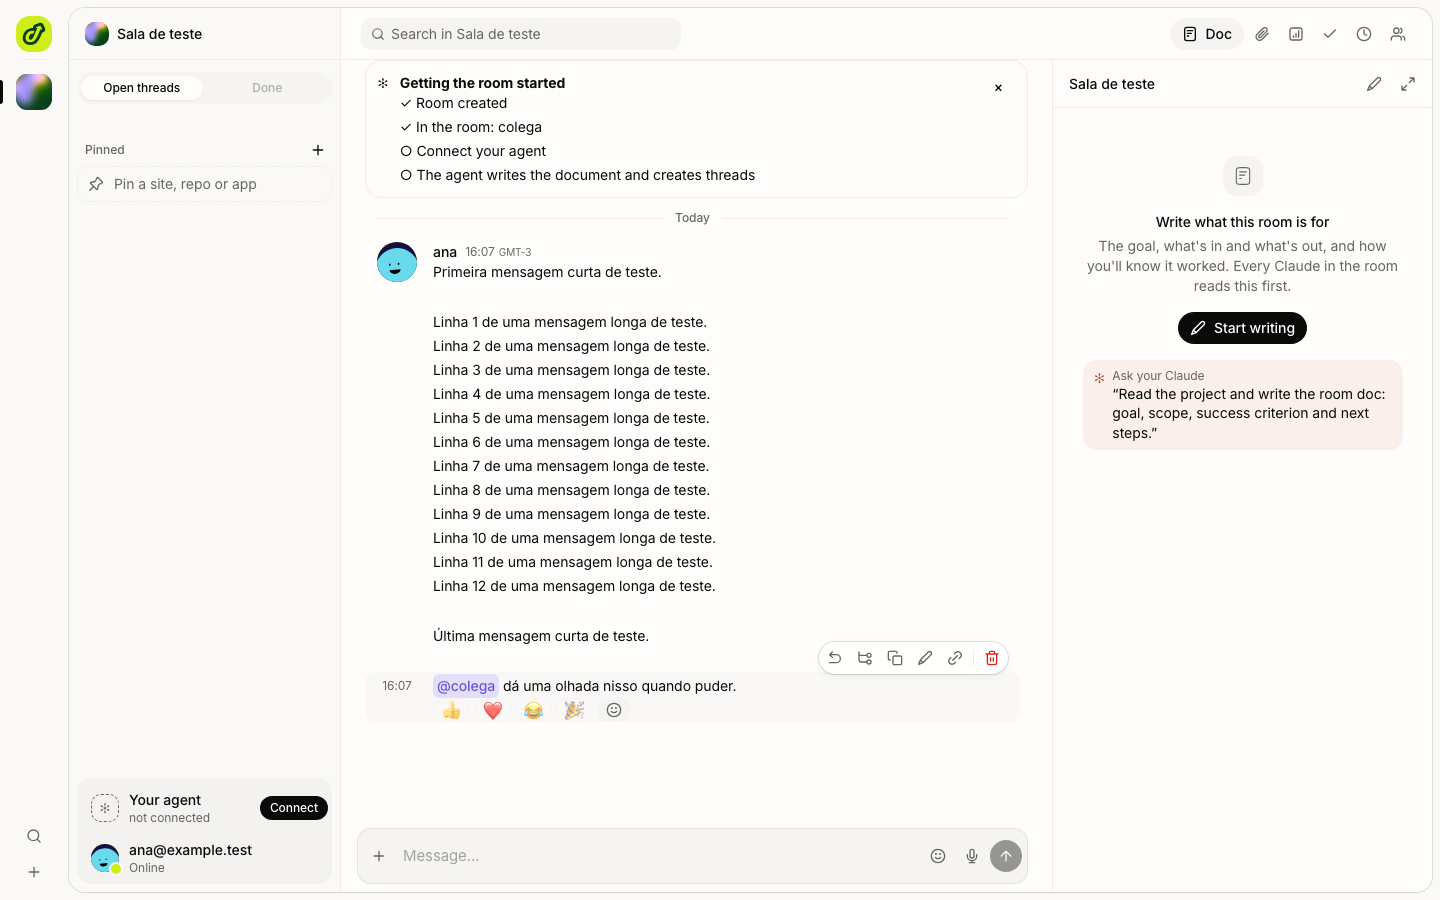 Sala de teste
Search in Sala de teste
Doc
Open threads
Done
Pinned
Pin a site, repo or app
Getting the room started
Room created
In the room: colega
Connect your agent
The agent writes the document and creates threads
Today
ana 16:07 GMT-3
Primeira mensagem curta de teste.
Linha 1 de uma mensagem longa de teste.
Linha 2 de uma mensagem longa de teste.
Linha 3 de uma mensagem longa de teste.
Linha 4 de uma mensagem longa de teste.
Linha 5 de uma mensagem longa de teste.
Linha 6 de uma mensagem longa de teste.
Linha 7 de uma mensagem longa de teste.
Linha 8 de uma mensagem longa de teste.
Linha 9 de uma mensagem longa de teste.
Linha 10 de uma mensagem longa de teste.
Linha 11 de uma mensagem longa de teste.
Linha 12 de uma mensagem longa de teste.
Última mensagem curta de teste.
16:07 @colega dá uma olhada nisso quando puder.
Message...
Your agent
not connected
Connect
ana@example.test
Online
Sala de teste
Write what this room is for
The goal, what's in and what's out, and how
you'll know it worked. Every Claude in the room
reads this first.
Start writing
Ask your Claude
“Read the project and write the room doc:
goal, scope, success criterion and next
steps.”